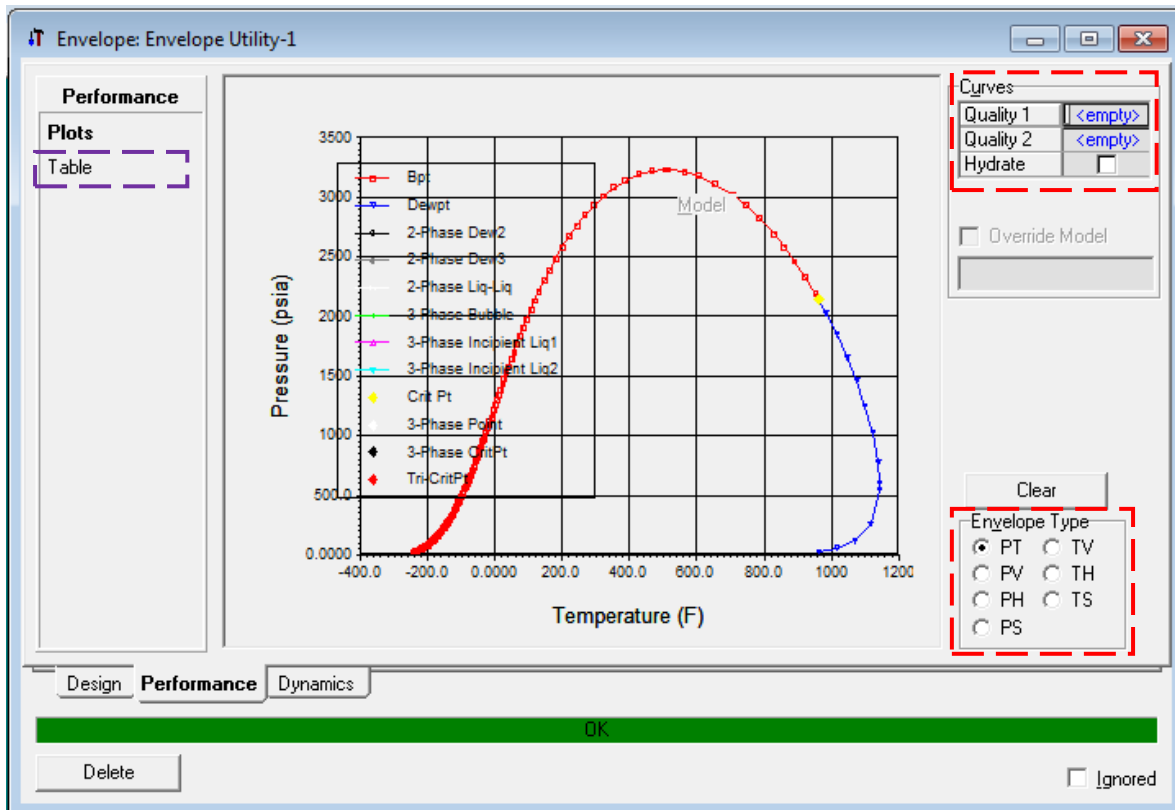 Envelope: Envelope Utility-1
Performance
Plots
Table
3500
3000
2500
2000
1500
1000
500.0
0.0000
Pressure (psia)
Bpt
Dewpt
2-Phase Dew2
2-Phase Dew3
2-Phase Liq-Liq
3-Phase Bubble
3-Phase Incipient Liq1
3-Phase Incipient Liq2
Crit Pt
3-Phase Point
3-Phase CritPt
Tri-CritPt
Model
-400.0 -200.0 0.0000 200.0 400.0 600.0 800.0 1000 1200
Temperature (F)
Curves
Quality 1 <empty>
Quality 2 <empty>
Hydrate
Override Model
Clear
Envelope Type
PT TV
PV TH
PH TS
PS
Design Performance Dynamics
OK
Delete
Ignored